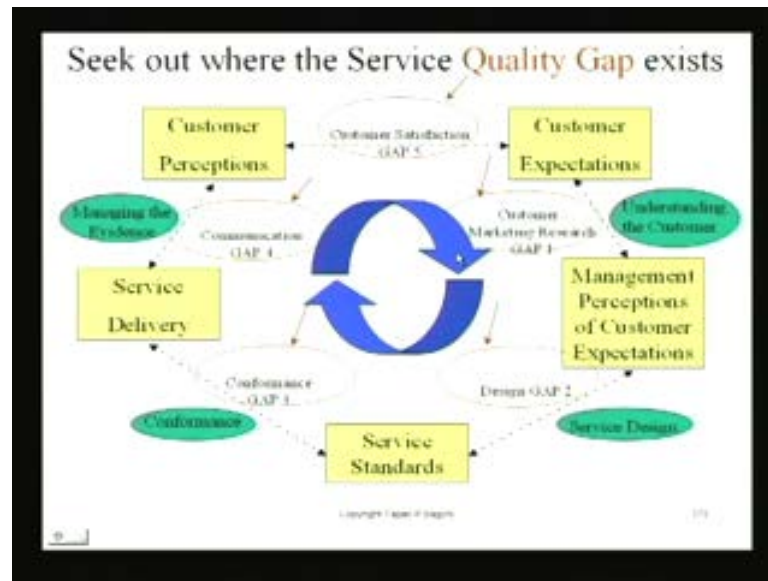 Seek out where the Service Quality Gap exists
Customer
Perceptions
Customer Satisfaction
GAP 5
Customer
Expectations
Managing the
Evidence
Communication
GAP 4
Customer
Marketing Research
GAP 1
Understanding
the Customer
Service
Delivery
Management
Perceptions
of Customer
Expectations
Conformance
GAP 3
Design GAP 2
Conformance
Service Design
Service
Standards
Copyright